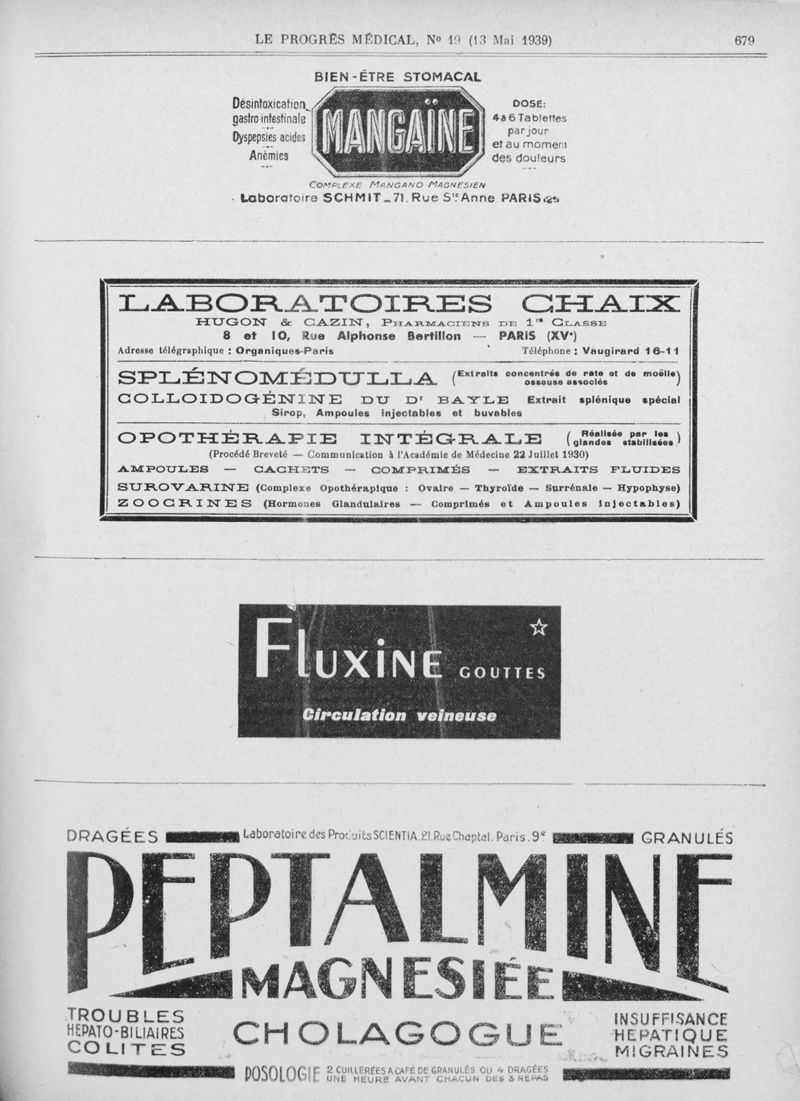 LE PROGRÈS MÉDICAL, No 19 (13 Mai 1939) 679
BIEN-ÊTRE STOMACAL
Désintoxication
gastro intestinale
Dyspepsies acides
Anémies
MANGAÏNE
DOSE:
4 à 6 Tablettes
par jour
et au moment
des douleurs
COMPLEXE MANGANO MAGNESIEN
Laboratoire SCHMIT_71. Rue Ste Anne PARIS
LABORATOIRES CHAIX
HUGON & CAZIN, PHARMACIENS DE 1re CLASSE
8 et 10, Rue Alphonse Bertillon — PARIS (XVe)
Adresse télégraphique : Organiques-Paris Téléphone : Vaugirard 16-11
SPLÉNOMÉDULLA (Extraits concentrés de rate et de moëlle
osseuse associés)
COLLOIDOGÉNINE DU Dr BAYLE Extrait splénique spécial
Sirop, Ampoules injectables et buvables
OPOTHÉRAPIE INTÉGRALE (Réalisée par les
glandes stabilisées)
(Procédé Breveté — Communication à l'Académie de Médecine 22 Juillet 1930)
AMPOULES — CACHETS — COMPRIMÉS — EXTRAITS FLUIDES
SUROVARINE (Complexe Opothérapique : Ovaire — Thyroïde — Surrénale — Hypophyse)
ZOOCRINES (Hormones Glandulaires — Comprimés et Ampoules injectables)
FLUXINE GOUTTES
Circulation veineuse
DRAGÉES Laboratoire des Produits SCIENTIA. 21. Rue Chaptal. Paris. 9e GRANULÉS
PEPTALMINE
MAGNESIÉE
TROUBLES
HEPATO-BILIAIRES
COLITES
CHOLAGOGUE
INSUFFISANCE
HEPATIQUE
MIGRAINES
POSOLOGIE 2 CUILLERÉES A CAFÉ DE GRANULÉS OU 4 DRAGÉES
UNE HEURE AVANT CHACUN DES 3 REPAS